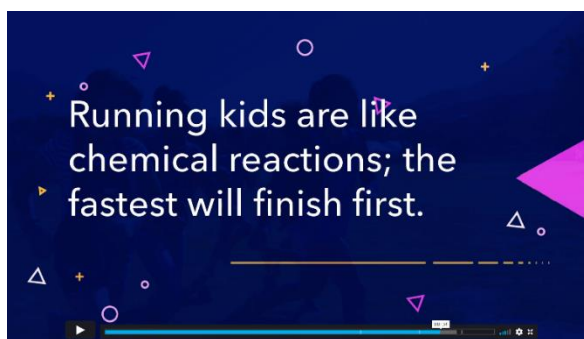 Running kids are like
chemical reactions; the
fastest will finish first.